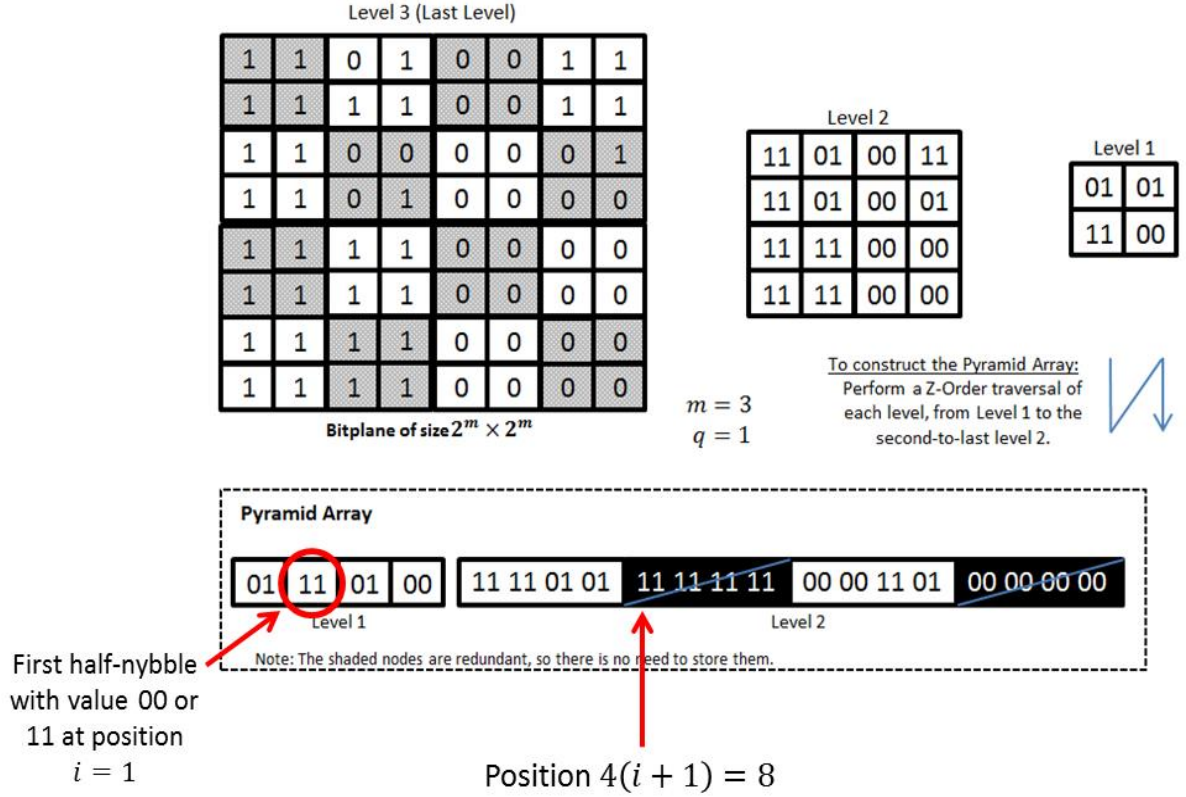 Level 3 (Last Level)
1 1 0 1 0 0 1 1
1 1 1 1 0 0 1 1
1 1 0 0 0 0 0 1
1 1 0 1 0 0 0 0
1 1 1 1 0 0 0 0
1 1 1 1 0 0 0 0
1 1 1 1 0 0 0 0
1 1 1 1 0 0 0 0
Bitplane of size 2^m × 2^m
Level 2
11 01 00 11
11 01 00 01
11 11 00 00
11 11 00 00
Level 1
01 01
11 00
m = 3
q = 1
To construct the Pyramid Array:
Perform a Z-Order traversal of
each level, from Level 1 to the
second-to-last level 2.
Pyramid Array
01 11 01 00 11 11 01 01 11 11 11 11 00 00 11 01 00 00 00 00
Level 1 Level 2
Note: The shaded nodes are redundant, so there is no need to store them.
First half-nybble
with value 00 or
11 at position
i = 1
Position 4(i + 1) = 8